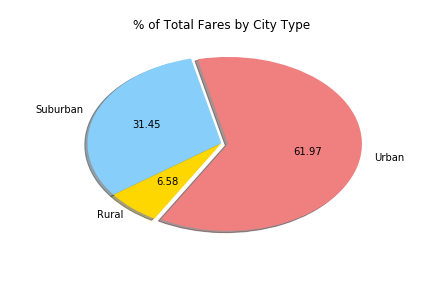 % of Total Fares by City Type
Suburban
31.45
61.97
Urban
6.58
Rural